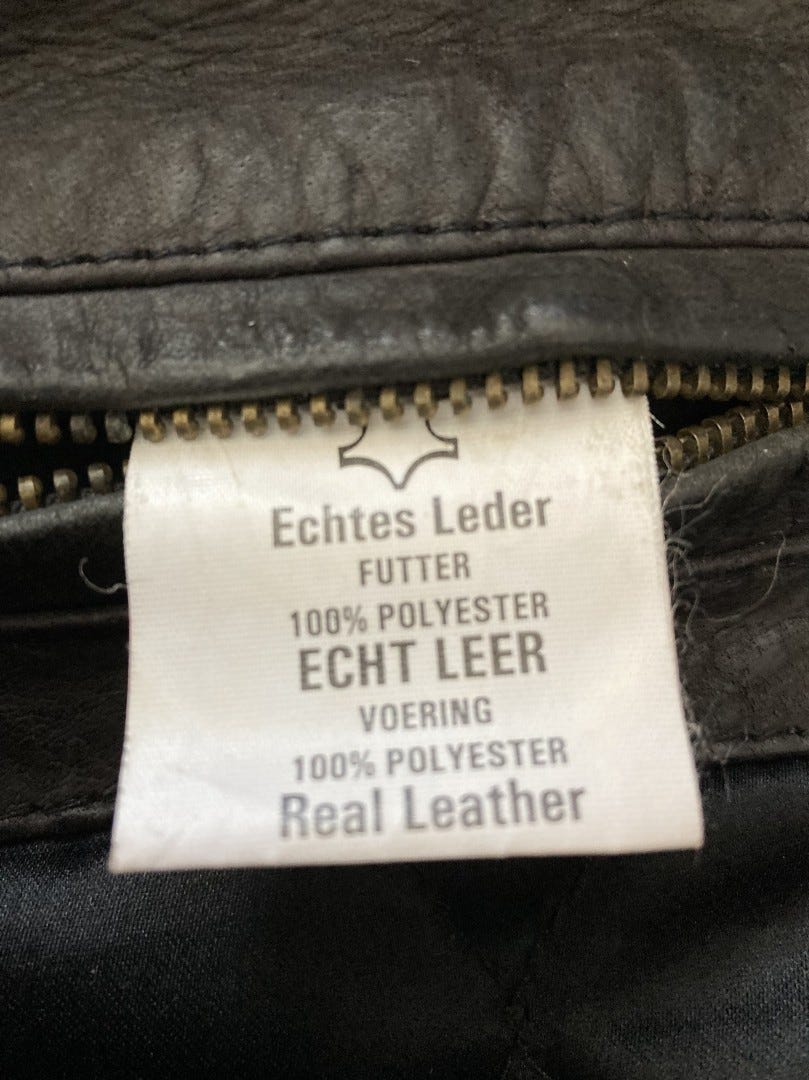 Echtes Leder
FUTTER
100% POLYESTER
ECHT LEER
VOERING
100% POLYESTER
Real Leather